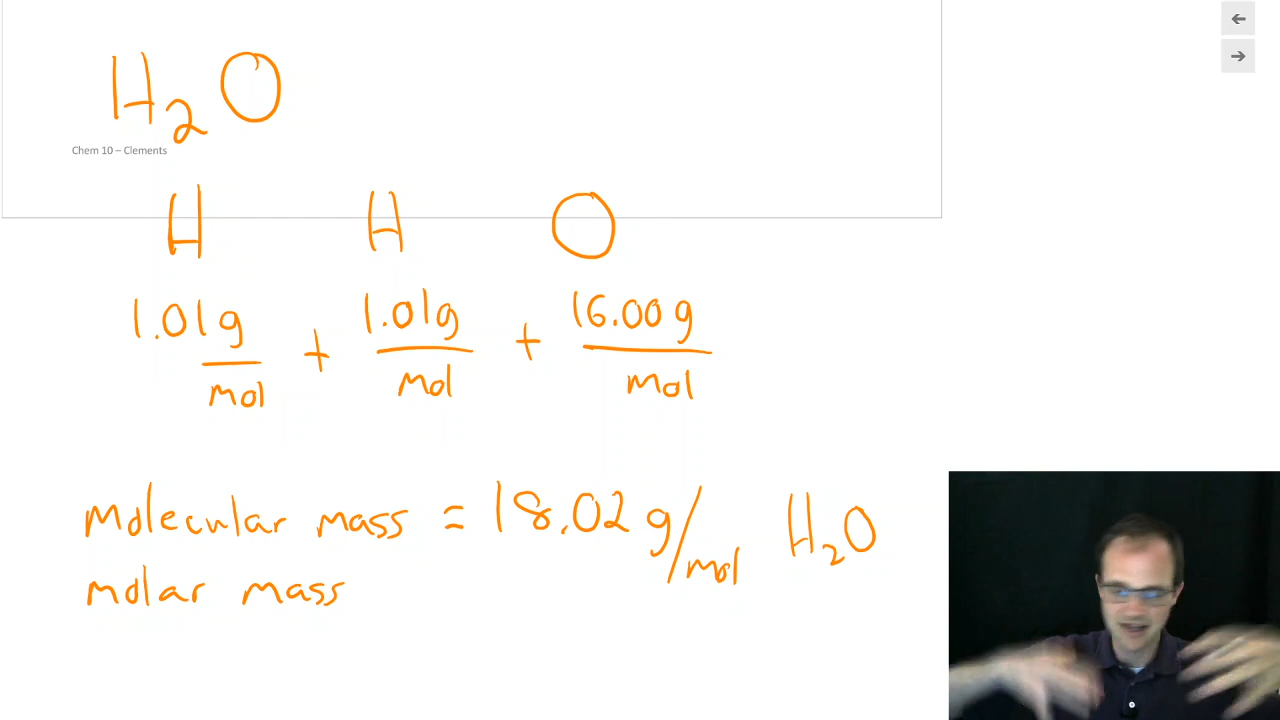 H₂O
Chem 10 – Clements
H H O
1.01g/mol + 1.01g/mol + 16.00g/mol
molecular mass = 18.02 g/mol H₂O
molar mass